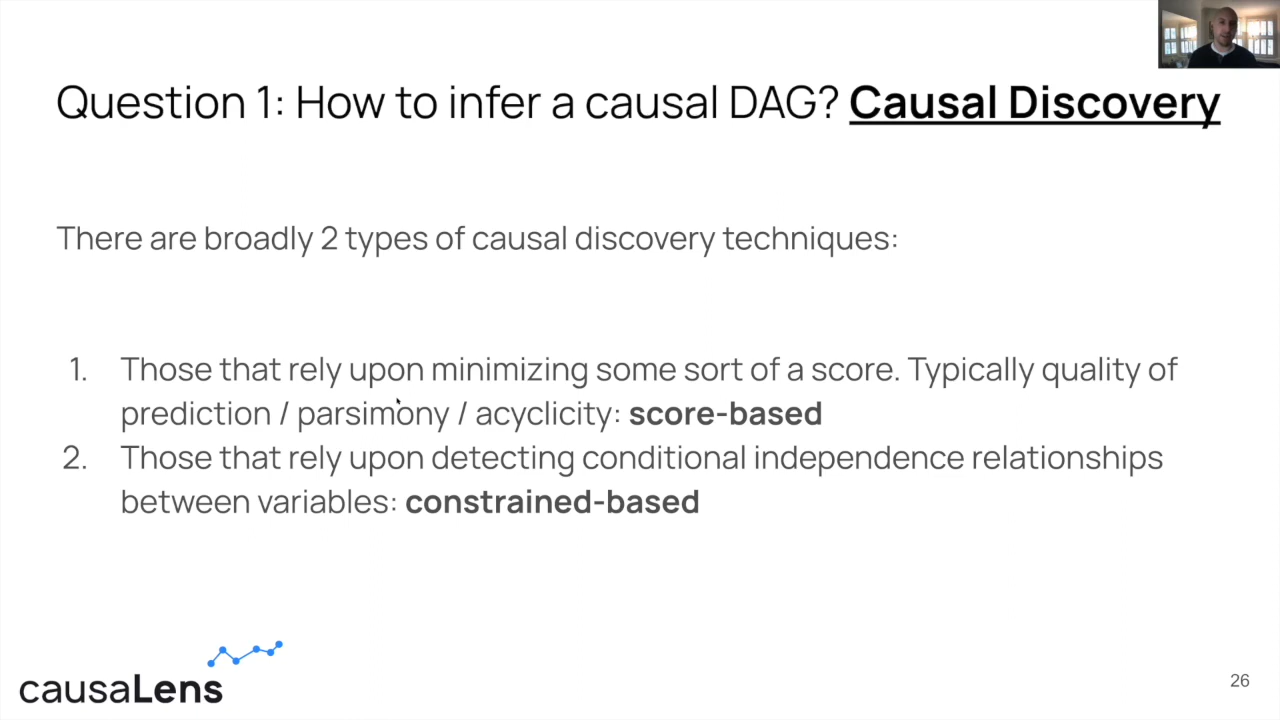 Question 1: How to infer a causal DAG? Causal Discovery
There are broadly 2 types of causal discovery techniques:
1. Those that rely upon minimizing some sort of a score. Typically quality of
prediction / parsimony / acyclicity: score-based
2. Those that rely upon detecting conditional independence relationships
between variables: constrained-based
causaLens
26